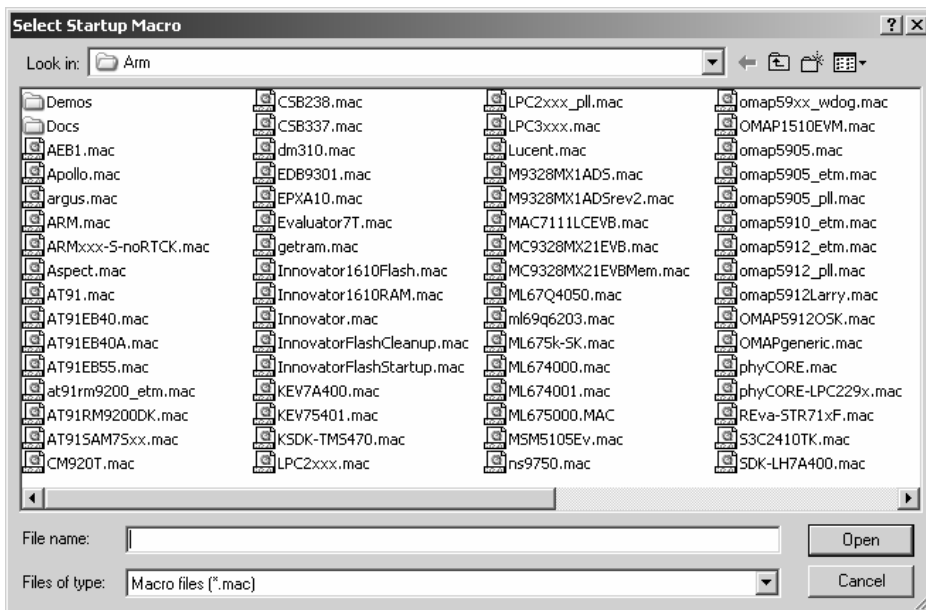 Select Startup Macro
Look in: Arm
Demos
Docs
AEB1.mac
Apollo.mac
argus.mac
ARM.mac
ARMxxx-S-noRTCK.mac
Aspect.mac
AT91.mac
AT91EB40.mac
AT91EB40A.mac
AT91EB55.mac
at91rm9200_etm.mac
AT91RM9200DK.mac
AT91SAM7Sxx.mac
CM920T.mac
CSB238.mac
CSB337.mac
dm310.mac
EDB9301.mac
EPXA10.mac
Evaluator7T.mac
getram.mac
Innovator1610Flash.mac
Innovator1610RAM.mac
Innovator.mac
InnovatorFlashCleanup.mac
InnovatorFlashStartup.mac
KEV7A400.mac
KEV75401.mac
KSDK-TMS470.mac
LPC2xxx.mac
LPC2xxx_pll.mac
LPC3xxx.mac
Lucent.mac
M9328MX1ADS.mac
M9328MX1ADSrev2.mac
MAC7111LCEVB.mac
MC9328MX21EVB.mac
MC9328MX21EVBMem.mac
ML67Q4050.mac
ml69q6203.mac
ML675k-SK.mac
ML674000.mac
ML674001.mac
ML675000.MAC
MSM5105Ev.mac
ns9750.mac
omap59xx_wdog.mac
OMAP1510EVM.mac
omap5905.mac
omap5905_etm.mac
omap5905_pll.mac
omap5910_etm.mac
omap5912_etm.mac
omap5912_pll.mac
omap5912Larry.mac
OMAP5912OSK.mac
OMAPgeneric.mac
phyCORE.mac
phyCORE-LPC229x.mac
REva-STR71xF.mac
S3C2410TK.mac
SDK-LH7A400.mac
File name:
Open
Files of type: Macro files (*.mac)
Cancel